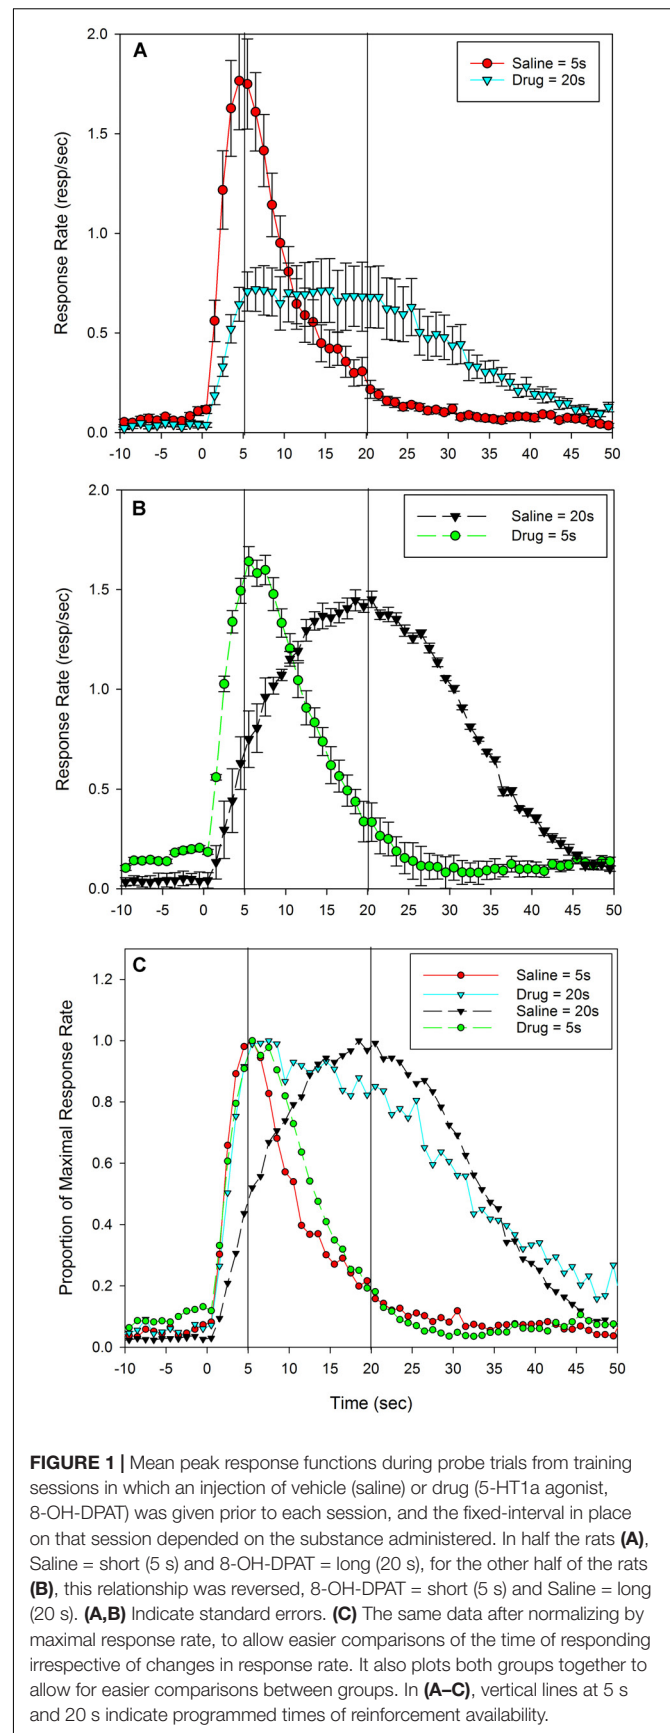 A
Saline = 5s
Drug = 20s
Response Rate (resp/sec)
2.0
1.5
1.0
0.5
0.0
-10 -5 0 5 10 15 20 25 30 35 40 45 50
B
Saline = 20s
Drug = 5s
Response Rate (resp/sec)
2.0
1.5
1.0
0.5
0.0
-10 -5 0 5 10 15 20 25 30 35 40 45 50
C
Saline = 5s
Drug = 20s
Saline = 20s
Drug = 5s
Proportion of Maximal Response Rate
1.2
1.0
0.8
0.6
0.4
0.2
0.0
-10 -5 0 5 10 15 20 25 30 35 40 45 50
Time (sec)
FIGURE 1 | Mean peak response functions during probe trials from training
sessions in which an injection of vehicle (saline) or drug (5-HT1a agonist,
8-OH-DPAT) was given prior to each session, and the fixed-interval in place
on that session depended on the substance administered. In half the rats (A),
Saline = short (5 s) and 8-OH-DPAT = long (20 s), for the other half of the rats
(B), this relationship was reversed, 8-OH-DPAT = short (5 s) and Saline = long
(20 s). (A,B) Indicate standard errors. (C) The same data after normalizing by
maximal response rate, to allow easier comparisons of the time of responding
irrespective of changes in response rate. It also plots both groups together to
allow for easier comparisons between groups. In (A–C), vertical lines at 5 s
and 20 s indicate programmed times of reinforcement availability.